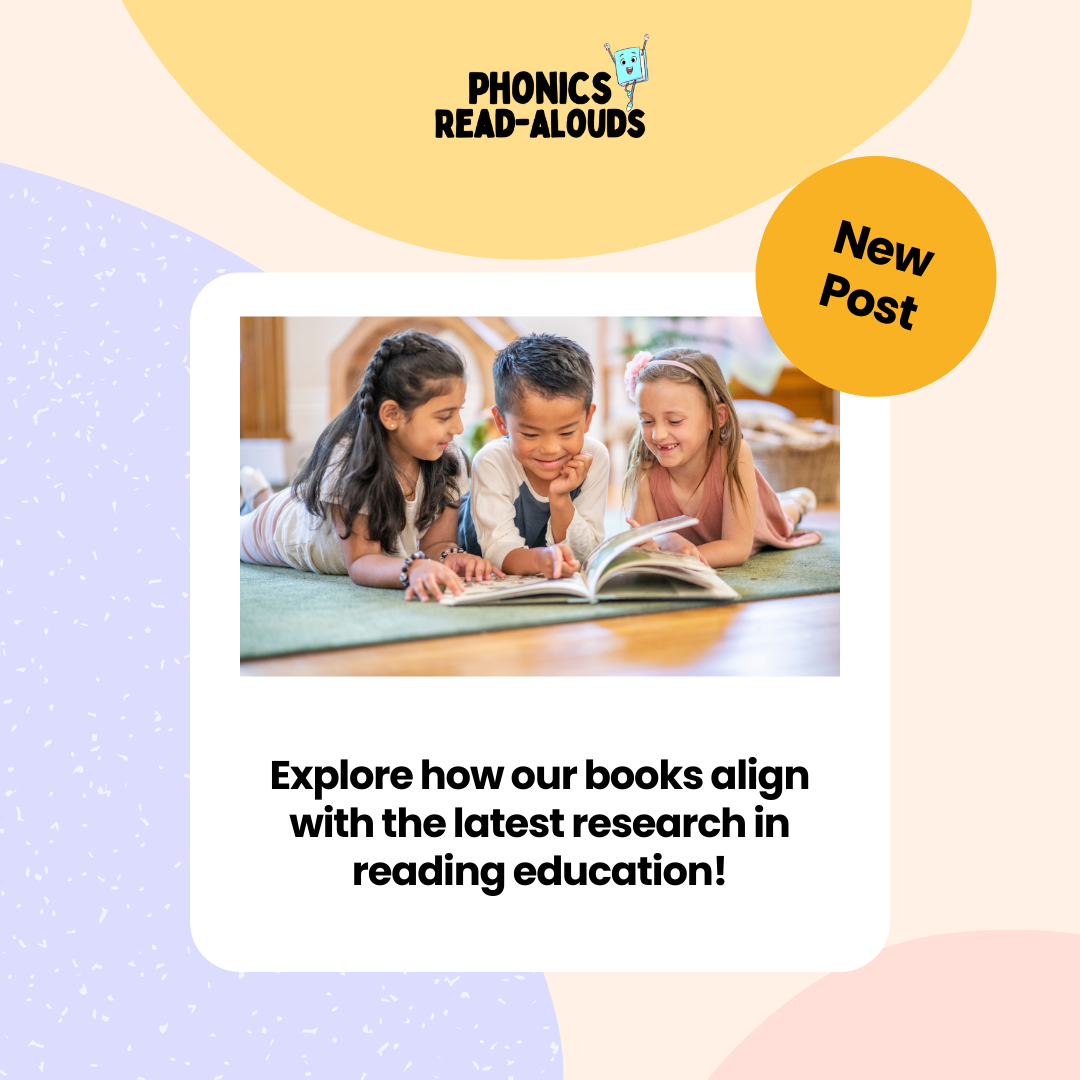 PHONICS
READ-ALOUDS
New
Post
Explore how our books align
with the latest research in
reading education!